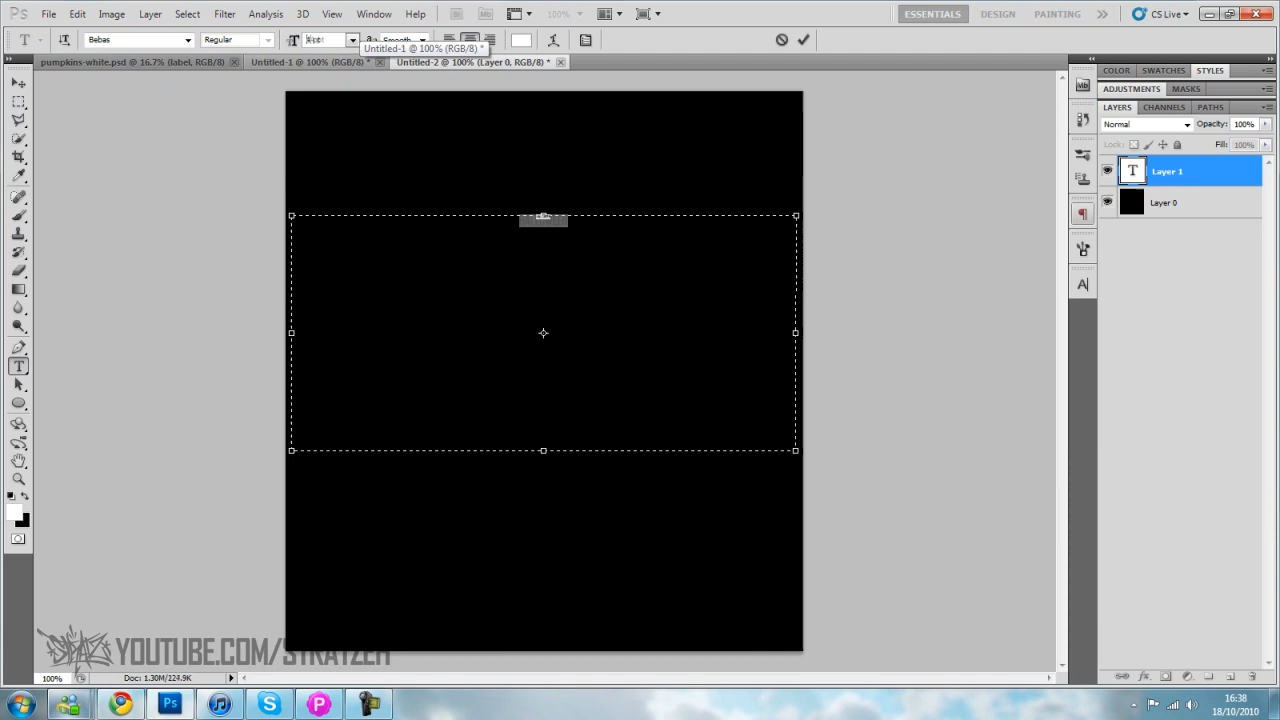 Ps File Edit Image Layer Select Filter Analysis 3D View Window Help Br Mb 100% ESSENTIALS DESIGN PAINTING CS Live
T Bebas Regular Smooth
Untitled-1 @ 100% (RGB/8) *
pumpkins-white.psd @ 16.7% (label, RGB/8) Untitled-1 @ 100% (RGB/8) * Untitled-2 @ 100% (Layer 0, RGB/8) *
COLOR SWATCHES STYLES
ADJUSTMENTS MASKS
LAYERS CHANNELS PATHS
Normal Opacity: 100%
Lock: Fill: 100%
T Layer 1
Layer 0
YOUTUBE.COM/STRATZEH
100% Doc: 1.30M/224.9K
16:38
18/10/2010